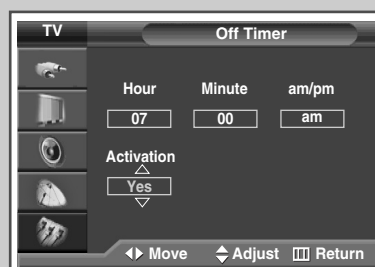 TV Off Timer
Hour Minute am/pm
07 00 am
Activation
Yes
Move Adjust Return